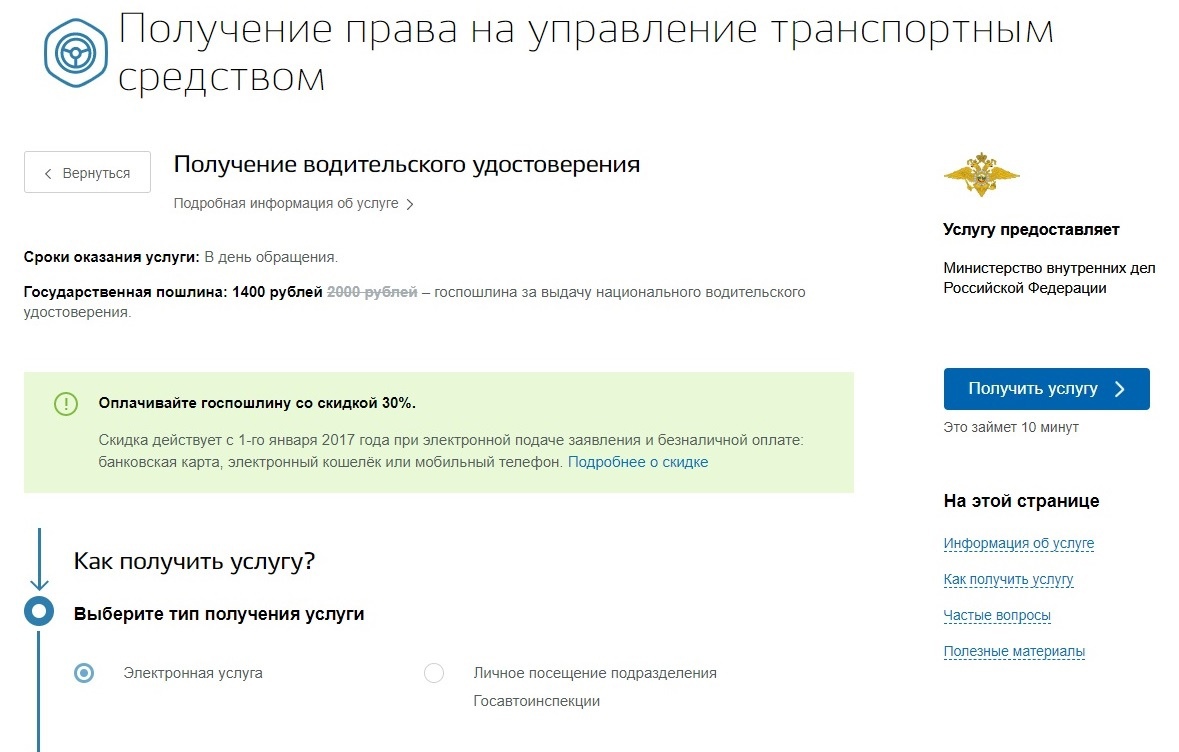 Получение права на управление транспортным
средством
Вернуться
Получение водительского удостоверения
Подробная информация об услуге
Сроки оказания услуги: В день обращения.
Государственная пошлина: 1400 рублей 2000 рублей – госпошлина за выдачу национального водительского
удостоверения.
Оплачивайте госпошлину со скидкой 30%.
Скидка действует с 1-го января 2017 года при электронной подаче заявления и безналичной оплате:
банковская карта, электронный кошелёк или мобильный телефон. Подробнее о скидке
Как получить услугу?
Выберите тип получения услуги
Электронная услуга
Личное посещение подразделения
Госавтоинспекции
Услугу предоставляет
Министерство внутренних дел
Российской Федерации
Получить услугу
Это займет 10 минут
На этой странице
Информация об услуге
Как получить услугу
Частые вопросы
Полезные материалы